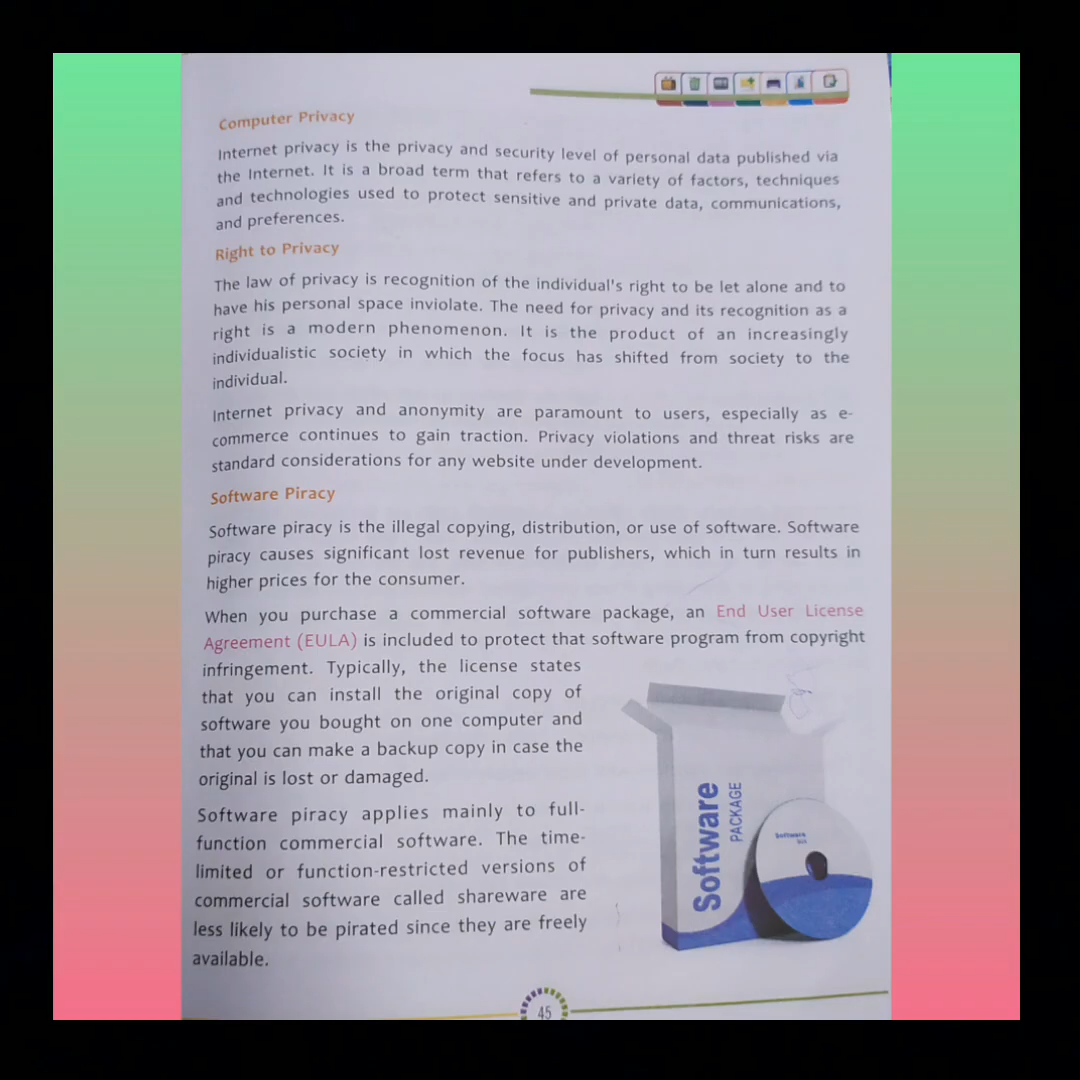 Computer Privacy
Internet privacy is the privacy and security level of personal data published via
the Internet. It is a broad term that refers to a variety of factors, techniques
and technologies used to protect sensitive and private data, communications,
and preferences.
Right to Privacy
The law of privacy is recognition of the individual's right to be let alone and to
have his personal space inviolate. The need for privacy and its recognition as a
right is a modern phenomenon. It is the product of an increasingly
individualistic society in which the focus has shifted from society to the
individual.
Internet privacy and anonymity are paramount to users, especially as e-
commerce continues to gain traction. Privacy violations and threat risks are
standard considerations for any website under development.
Software Piracy
Software piracy is the illegal copying, distribution, or use of software. Software
piracy causes significant lost revenue for publishers, which in turn results in
higher prices for the consumer.
When you purchase a commercial software package, an End User License
Agreement (EULA) is included to protect that software program from copyright
infringement. Typically, the license states
that you can install the original copy of
software you bought on one computer and
that you can make a backup copy in case the
original is lost or damaged.
Software piracy applies mainly to full-
function commercial software. The time-
limited or function-restricted versions of
commercial software called shareware are
less likely to be pirated since they are freely
available.
Software
PACKAGE
Software
45